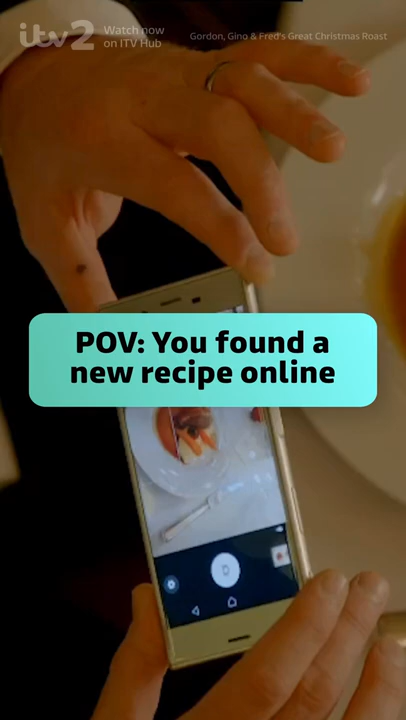 itv2
Watch now
on ITV Hub
Gordon, Gino & Fred's Great Christmas Roast
POV: You found a
new recipe online